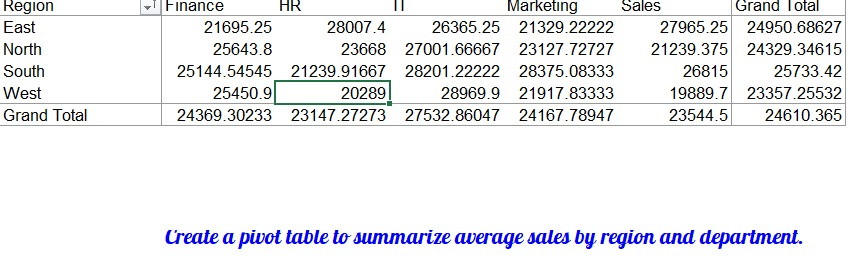 Region Finance HR IT Marketing Sales Grand Total
East 21695.25 28007.4 26365.25 21329.22222 27965.25 24950.68627
North 25643.8 23668 27001.66667 23127.72727 21239.375 24329.34615
South 25144.54545 21239.91667 28201.22222 28375.08333 26815 25733.42
West 25450.9 20289 28969.9 21917.83333 19889.7 23357.25532
Grand Total 24369.30233 23147.27273 27532.86047 24167.78947 23544.5 24610.365
Create a pivot table to summarize average sales by region and department.